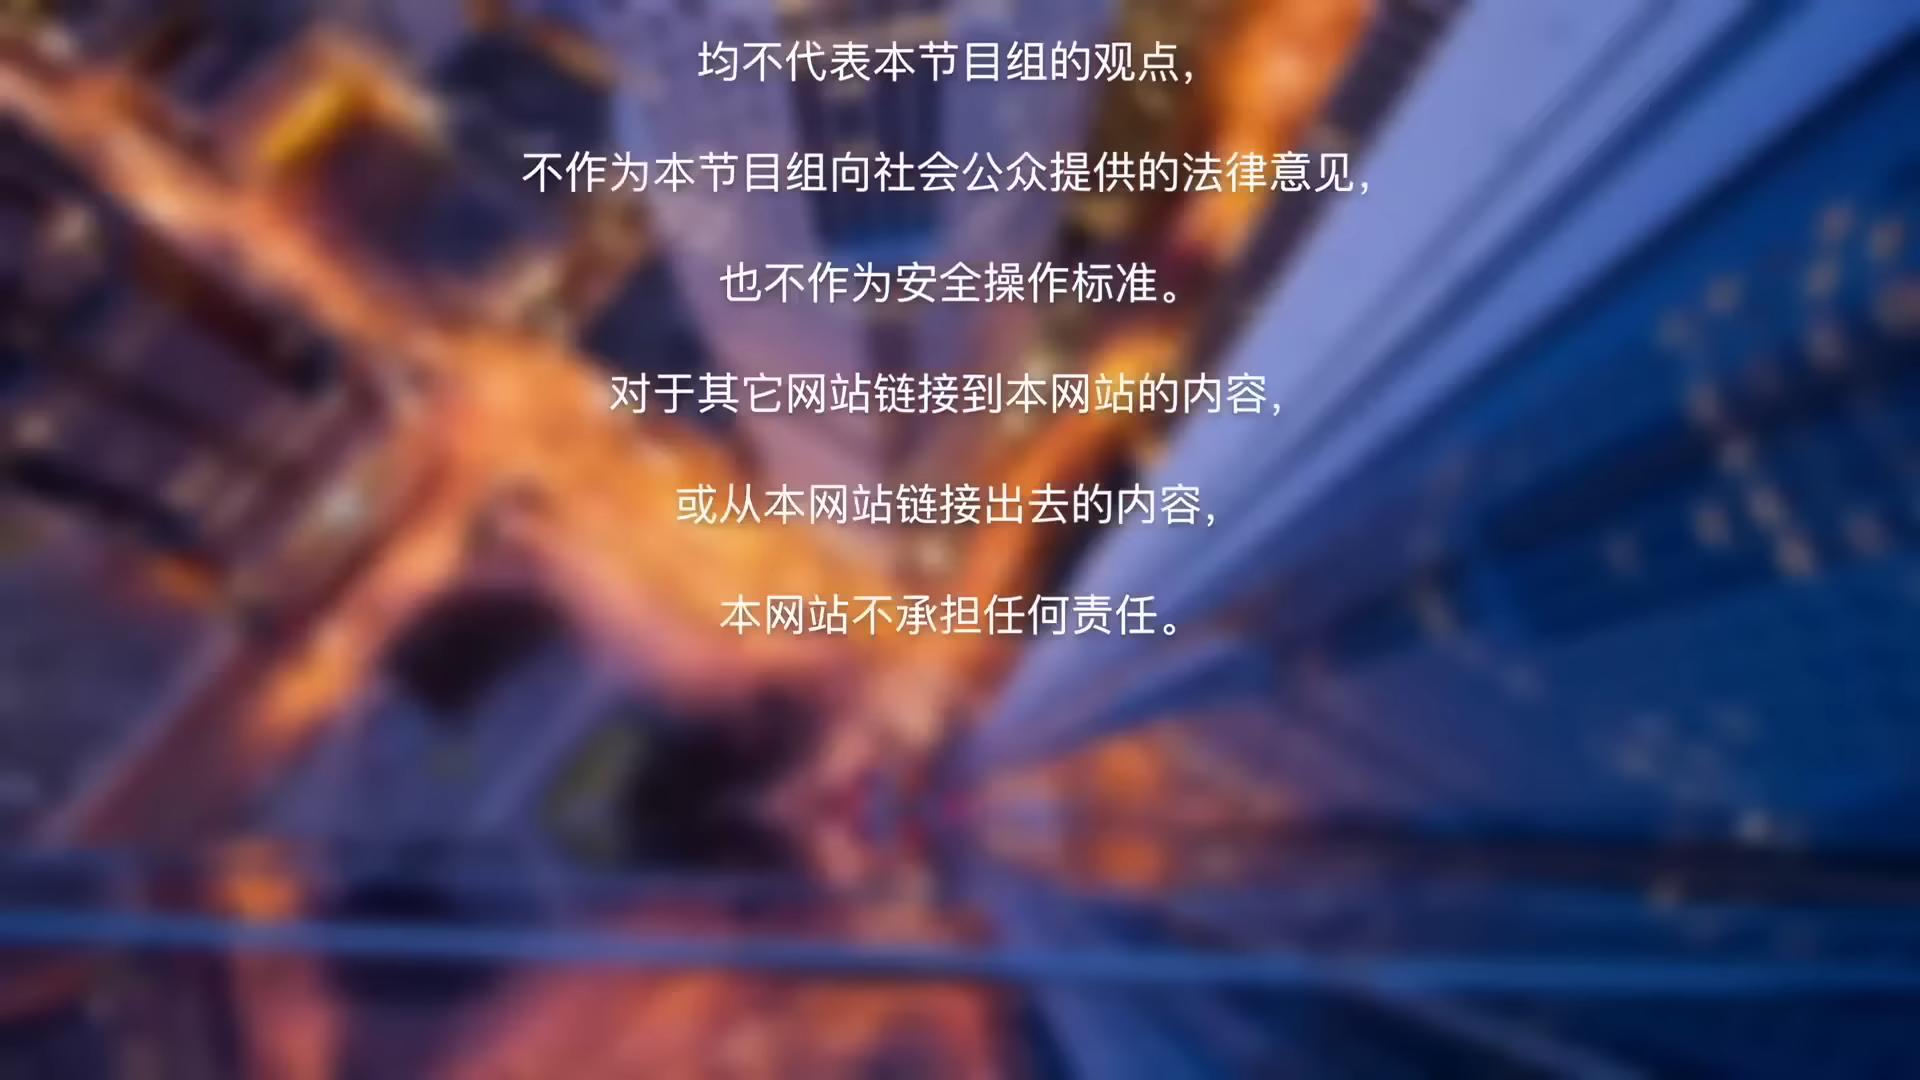 均不代表本节目组的观点，
不作为本节目组向社会公众提供的法律意见，
也不作为安全操作标准。
对于其它网站链接到本网站的内容，
或从本网站链接出去的内容，
本网站不承担任何责任。